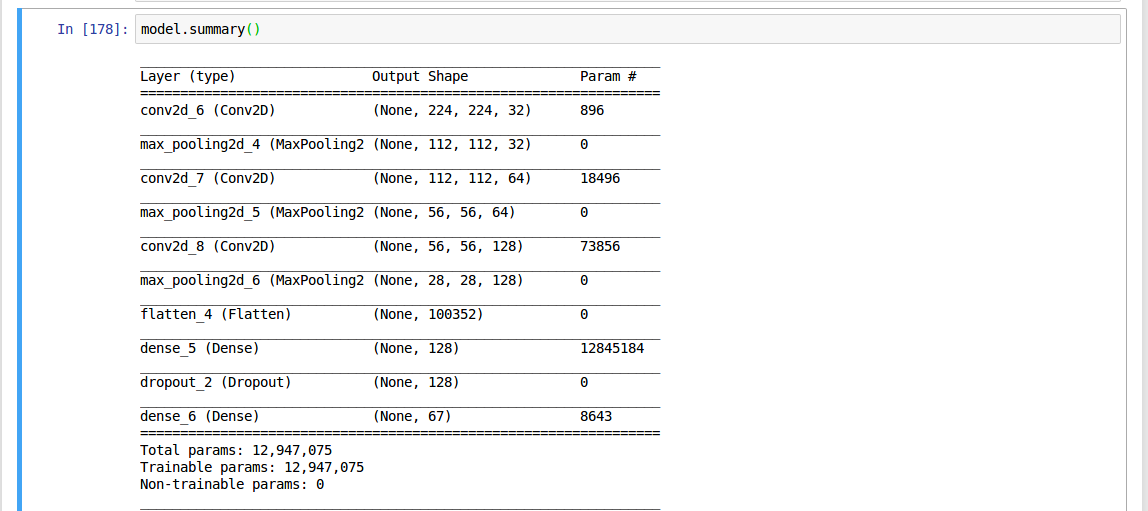 In [178]: model.summary()
Layer (type) Output Shape Param #
=================================================================
conv2d_6 (Conv2D) (None, 224, 224, 32) 896
max_pooling2d_4 (MaxPooling2 (None, 112, 112, 32) 0
conv2d_7 (Conv2D) (None, 112, 112, 64) 18496
max_pooling2d_5 (MaxPooling2 (None, 56, 56, 64) 0
conv2d_8 (Conv2D) (None, 56, 56, 128) 73856
max_pooling2d_6 (MaxPooling2 (None, 28, 28, 128) 0
flatten_4 (Flatten) (None, 100352) 0
dense_5 (Dense) (None, 128) 12845184
dropout_2 (Dropout) (None, 128) 0
dense_6 (Dense) (None, 67) 8643
=================================================================
Total params: 12,947,075
Trainable params: 12,947,075
Non-trainable params: 0